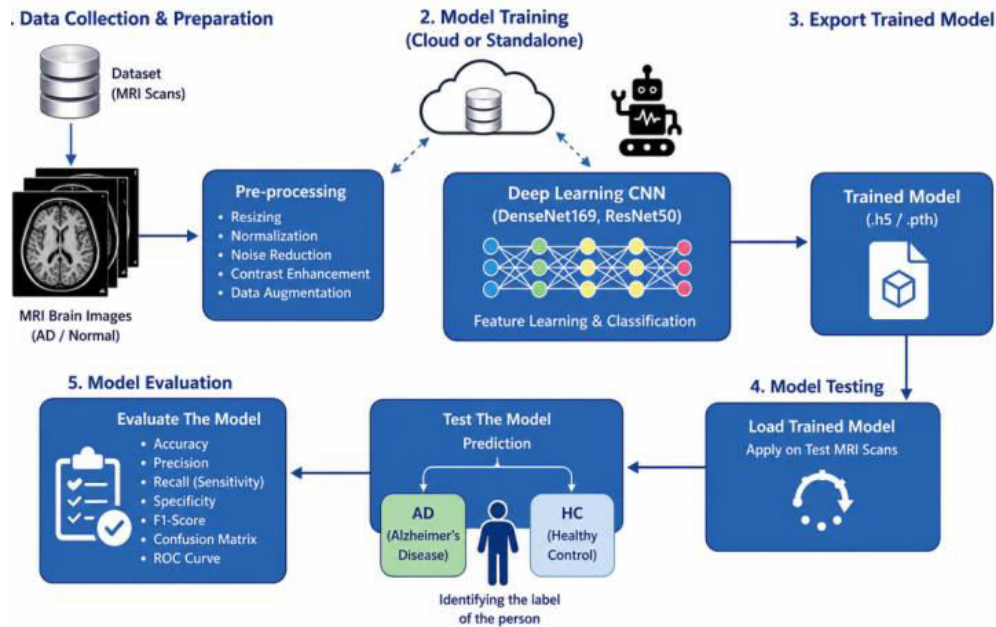 . Data Collection & Preparation
Dataset
(MRI Scans)
MRI Brain Images
(AD / Normal)
Pre-processing
• Resizing
• Normalization
• Noise Reduction
• Contrast Enhancement
• Data Augmentation
2. Model Training
(Cloud or Standalone)
Deep Learning CNN
(DenseNet169, ResNet50)
Feature Learning & Classification
3. Export Trained Model
Trained Model
(.h5 / .pth)
4. Model Testing
Load Trained Model
Apply on Test MRI Scans
Test The Model
Prediction
AD
(Alzheimer's
Disease)
HC
(Healthy
Control)
Identifying the label
of the person
5. Model Evaluation
Evaluate The Model
• Accuracy
• Precision
• Recall (Sensitivity)
• Specificity
• F1-Score
• Confusion Matrix
• ROC Curve